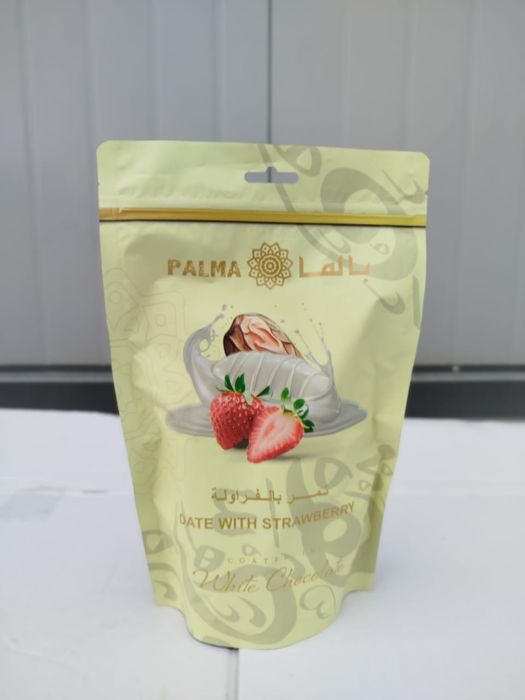 PALMA بالما
تمر بالفراولة
DATE WITH STRAWBERRY
COATED IN
White Chocolate